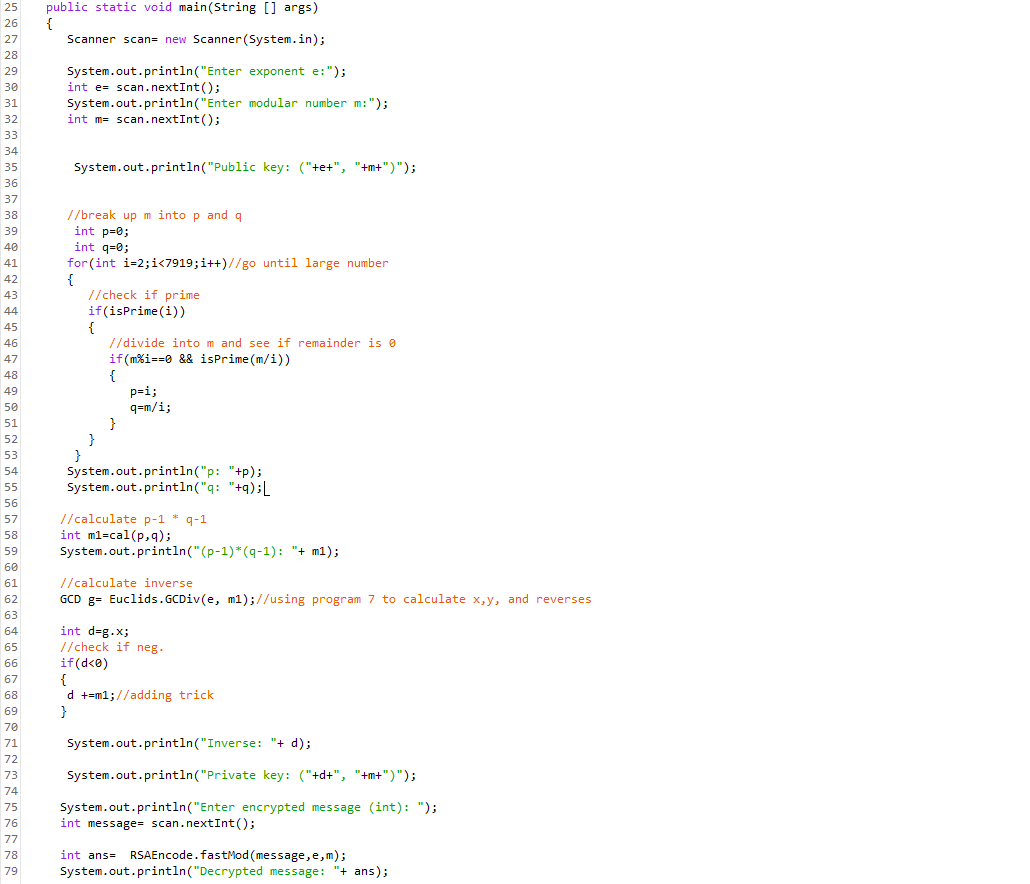 25 public static void main(String [] args)
26 {
27 Scanner scan= new Scanner(System.in);
28
29 System.out.println("Enter exponent e:");
30 int e= scan.nextInt();
31 System.out.println("Enter modular number m:");
32 int m= scan.nextInt();
33
34
35 System.out.println("Public key: ("+e+", "+m+")");
36
37
38 //break up m into p and q
39 int p=0;
40 int q=0;
41 for(int i=2;i<7919;i++)//go until large number
42 {
43 //check if prime
44 if(isPrime(i))
45 {
46 //divide into m and see if remainder is 0
47 if(m%i==0 && isPrime(m/i))
48 {
49 p=i;
50 q=m/i;
51 }
52 }
53 }
54 System.out.println("p: "+p);
55 System.out.println("q: "+q);
56
57 //calculate p-1 * q-1
58 int m1=cal(p,q);
59 System.out.println("(p-1)*(q-1): "+ m1);
60
61 //calculate inverse
62 GCD g= Euclids.GCDiv(e, m1);//using program 7 to calculate x,y, and reverses
63
64 int d=g.x;
65 //check if neg.
66 if(d<0)
67 {
68 d +=m1;//adding trick
69 }
70
71 System.out.println("Inverse: "+ d);
72
73 System.out.println("Private key: ("+d+", "+m+")");
74
75 System.out.println("Enter encrypted message (int): ");
76 int message= scan.nextInt();
77
78 int ans= RSAEncode.fastMod(message,e,m);
79 System.out.println("Decrypted message: "+ ans);